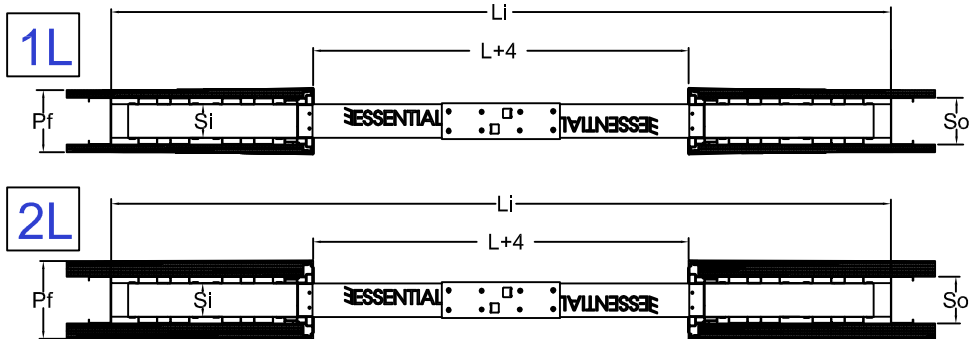 Li
1L
L+4
Pf
Si
ESSENTIAL
ESSENTIAL
So
Li
2L
L+4
Pf
Si
ESSENTIAL
ESSENTIAL
So